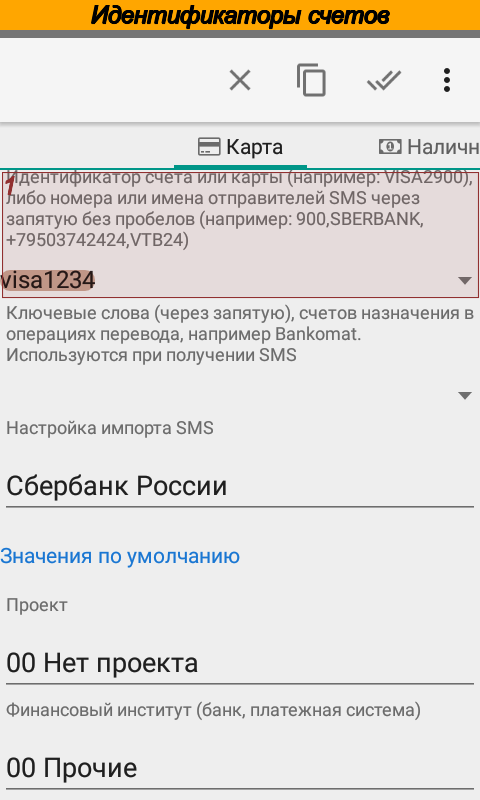 Идентификаторы счетов
Карта
Наличн
1
Идентификатор счета или карты (например: VISA2900),
либо номера или имена отправителей SMS через
запятую без пробелов (например: 900,SBERBANK,
+79503742424,VTB24)
visa1234
Ключевые слова (через запятую), счетов назначения в
операциях перевода, например Bankomat.
Используются при получении SMS
Настройка импорта SMS
Сбербанк России
Значения по умолчанию
Проект
00 Нет проекта
Финансовый институт (банк, платежная система)
00 Прочие